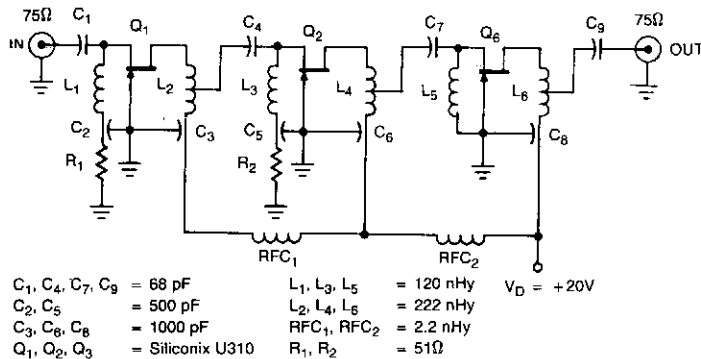 75Ω
IN
C₁
Q₁
L₁
L₂
C₂
C₃
R₁
C₄
Q₂
L₃
L₄
C₅
C₆
R₂
C₇
Q₆
L₅
L₆
C₈
C₉
75Ω
OUT
RFC₁
RFC₂
V_D = +20V
C₁, C₄, C₇, C₉ = 68 pF
C₂, C₅ = 500 pF
C₃, C₆, C₈ = 1000 pF
Q₁, Q₂, Q₃ = Siliconix U310
L₁, L₃, L₅ = 120 nHy
L₂, L₄, L₆ = 222 nHy
RFC₁, RFC₂ = 2.2 nHy
R₁, R₂ = 51Ω